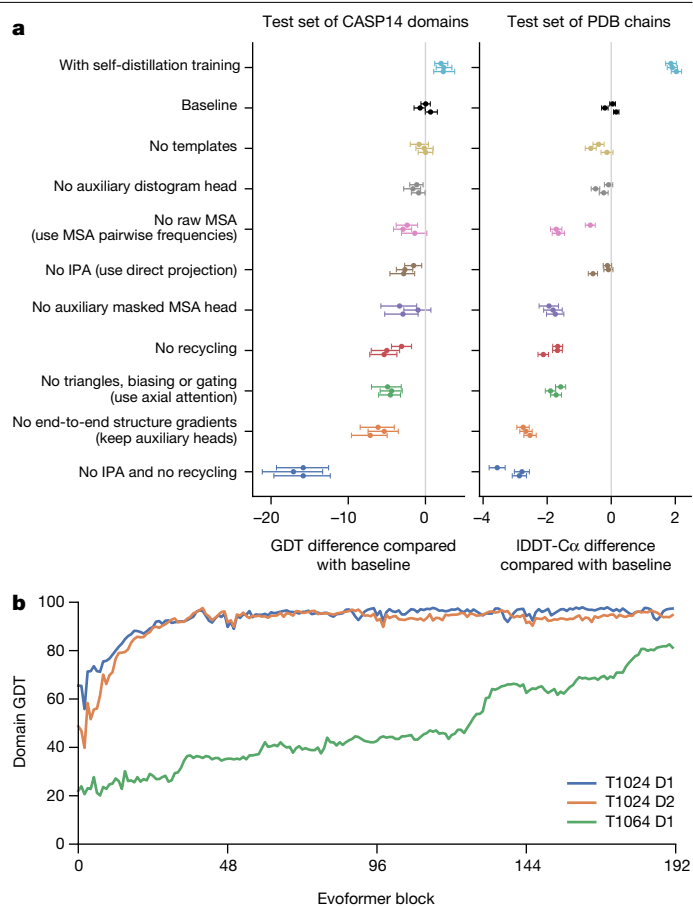 a
Test set of CASP14 domains
Test set of PDB chains
With self-distillation training
Baseline
No templates
No auxiliary distogram head
No raw MSA
(use MSA pairwise frequencies)
No IPA (use direct projection)
No auxiliary masked MSA head
No recycling
No triangles, biasing or gating
(use axial attention)
No end-to-end structure gradients
(keep auxiliary heads)
No IPA and no recycling
−20 −10 0
−4 −2 0 2
GDT difference compared
with baseline
lDDT-Cα difference
compared with baseline
b
100
80
60
40
20
0
Domain GDT
T1024 D1
T1024 D2
T1064 D1
0 48 96 144 192
Evoformer block